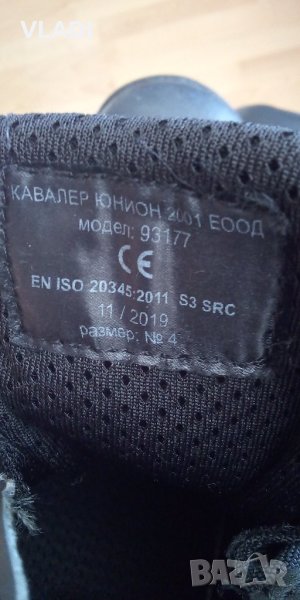 VLASI
КАВАЛЕР ЮНИОН 2001 ЕООД
модел: 93177
CE
EN ISO 20345:2011 S3 SRC
11 / 2019
размер: № 4
BAZAR